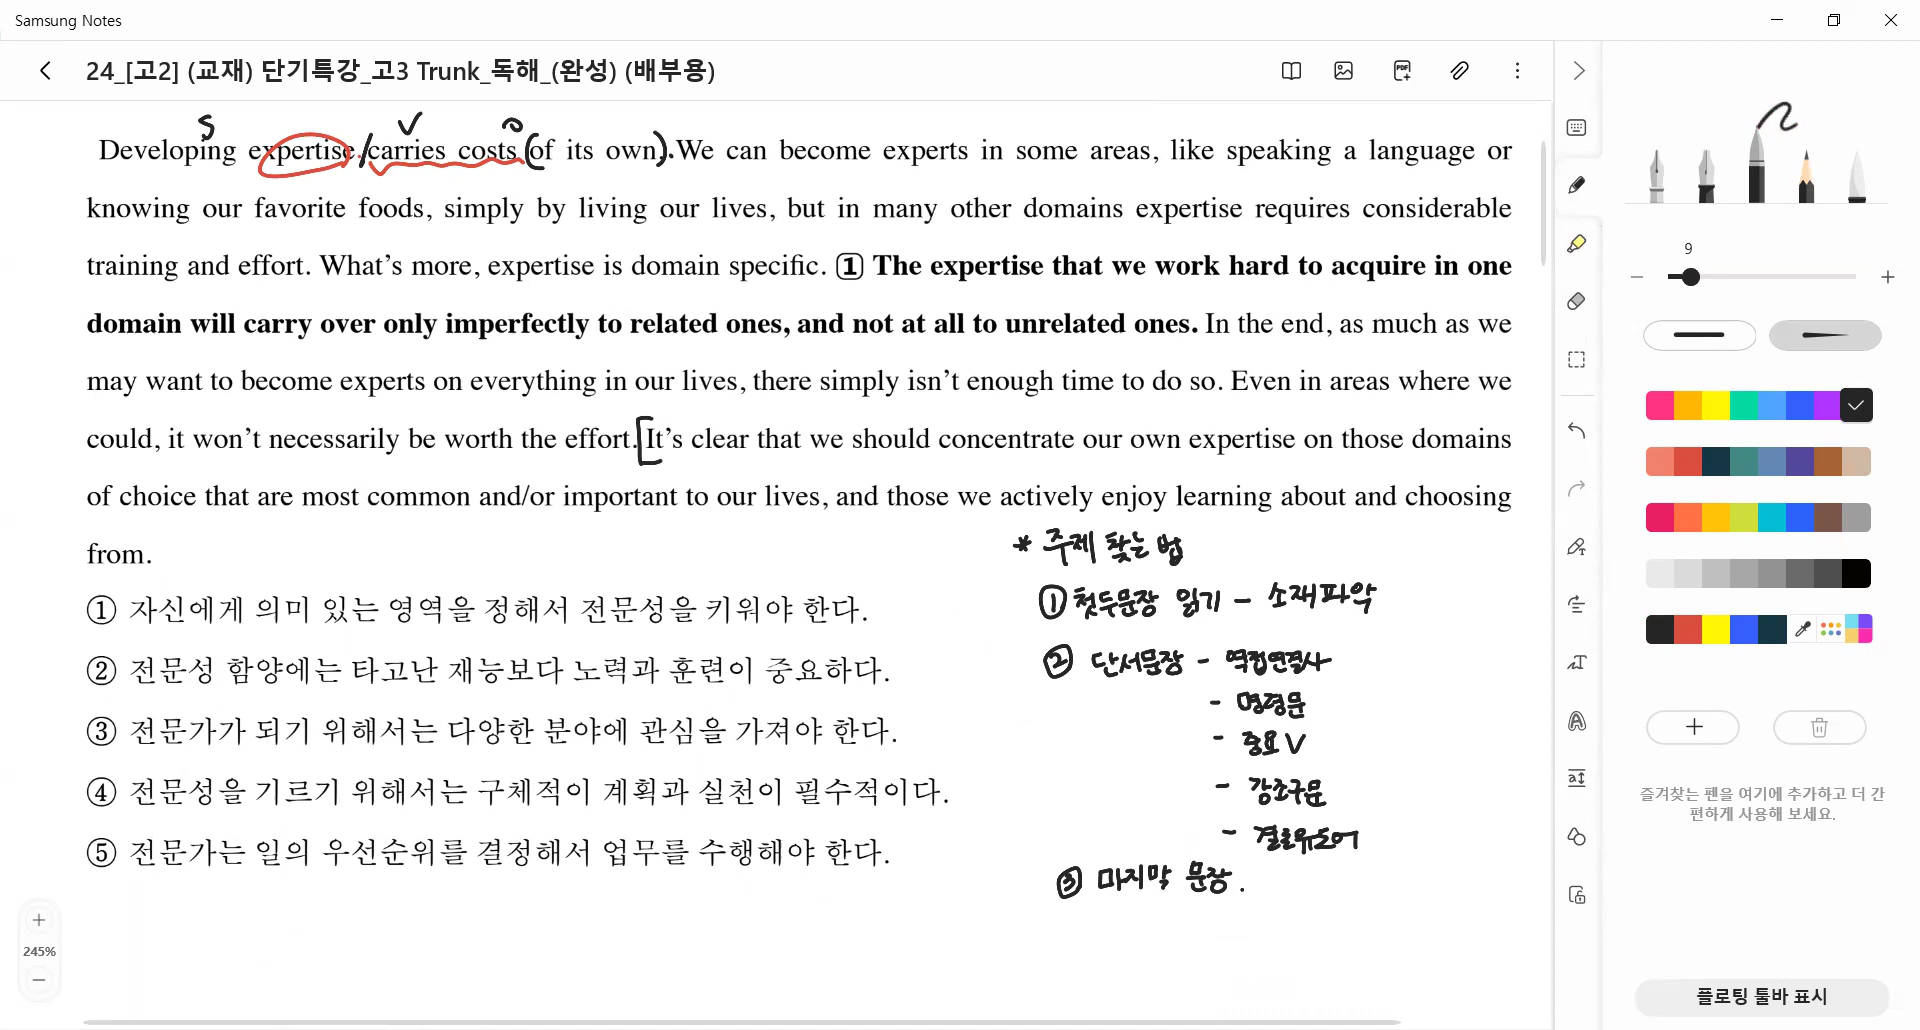 Samsung Notes
24_[고2] (교재) 단기특강_고3 Trunk_독해_(완성) (배부용)
S V O
Developing expertise / carries costs (of its own). We can become experts in some areas, like speaking a language or
knowing our favorite foods, simply by living our lives, but in many other domains expertise requires considerable
training and effort. What's more, expertise is domain specific. 1 The expertise that we work hard to acquire in one
domain will carry over only imperfectly to related ones, and not at all to unrelated ones. In the end, as much as we
may want to become experts on everything in our lives, there simply isn't enough time to do so. Even in areas where we
could, it won't necessarily be worth the effort. [It's clear that we should concentrate our own expertise on those domains
of choice that are most common and/or important to our lives, and those we actively enjoy learning about and choosing
from.
① 자신에게 의미 있는 영역을 정해서 전문성을 키워야 한다.
② 전문성 함양에는 타고난 재능보다 노력과 훈련이 중요하다.
③ 전문가가 되기 위해서는 다양한 분야에 관심을 가져야 한다.
④ 전문성을 기르기 위해서는 구체적이 계획과 실천이 필수적이다.
⑤ 전문가는 일의 우선순위를 결정해서 업무를 수행해야 한다.
* 주제 찾는 법
① 첫두문장 읽기 - 소재파악
② 단서문장 - 역접연결사
- 명령문
- 중요 V
- 강조구문
- 결론유도어
③ 마지막 문장.
245%
PDF
9
즐겨찾는 펜을 여기에 추가하고 더 간
편하게 사용해 보세요.
플로팅 툴바 표시